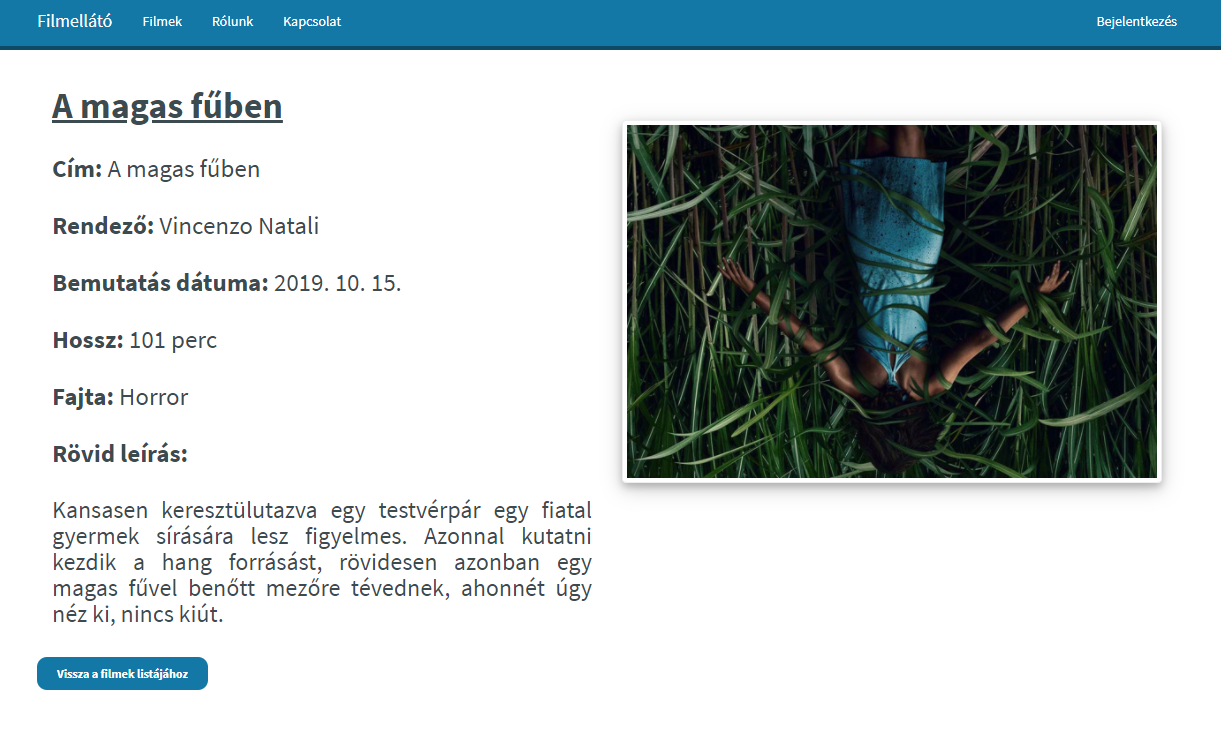 Filmellátó Filmek Rólunk Kapcsolat Bejelentkezés
A magas fűben
Cím: A magas fűben
Rendező: Vincenzo Natali
Bemutatás dátuma: 2019. 10. 15.
Hossz: 101 perc
Fajta: Horror
Rövid leírás:
Kansasen keresztülutazva egy testvérpár egy fiatal
gyermek sírására lesz figyelmes. Azonnal kutatni
kezdik a hang forrásást, rövidesen azonban egy
magas fűvel benőtt mezőre tévednek, ahonnét úgy
néz ki, nincs kiút.
Vissza a filmek listájához